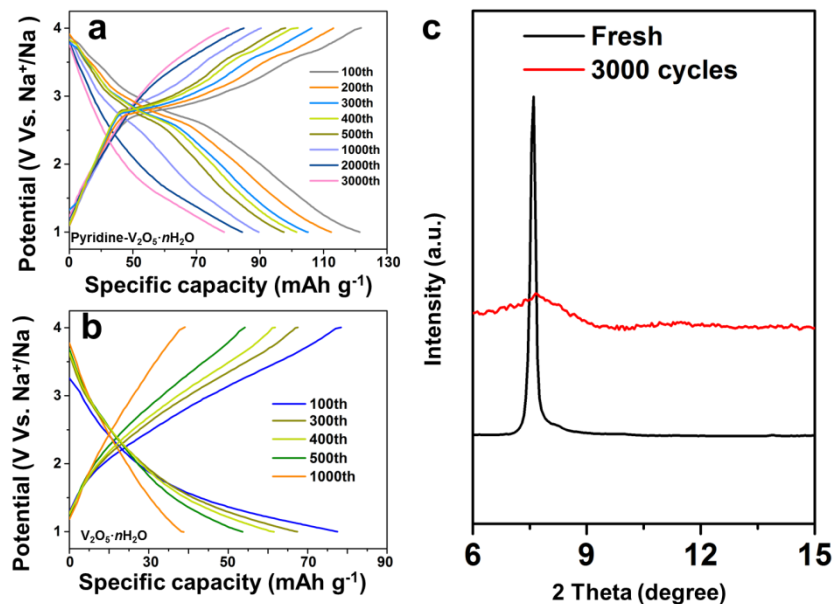 a
Potential (V Vs. Na⁺/Na)
4
3
2
1
100th
200th
300th
400th
500th
1000th
2000th
3000th
Pyridine-V₂O₅·nH₂O
0 30 50 70 90 110 130
Specific capacity (mAh g⁻¹)
b
Potential (V Vs. Na⁺/Na)
4
3
2
1
100th
300th
400th
500th
1000th
V₂O₅·nH₂O
0 15 30 45 60 75 90
Specific capacity (mAh g⁻¹)
c
Fresh
3000 cycles
Intensity (a.u.)
6 9 12 15
2 Theta (degree)